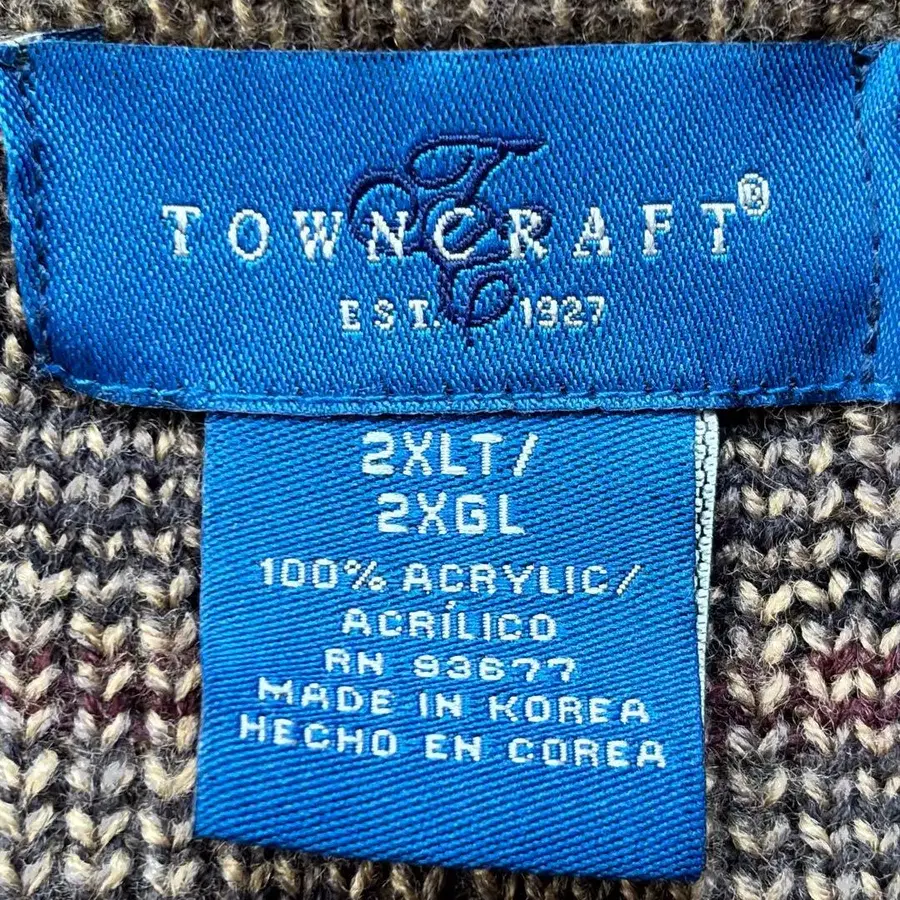 TOWNCRAFT®
EST. 1927
2XLT/
2XGL
100% ACRYLIC/
ACRÍLICO
RN 93677
MADE IN KOREA
HECHO EN COREA